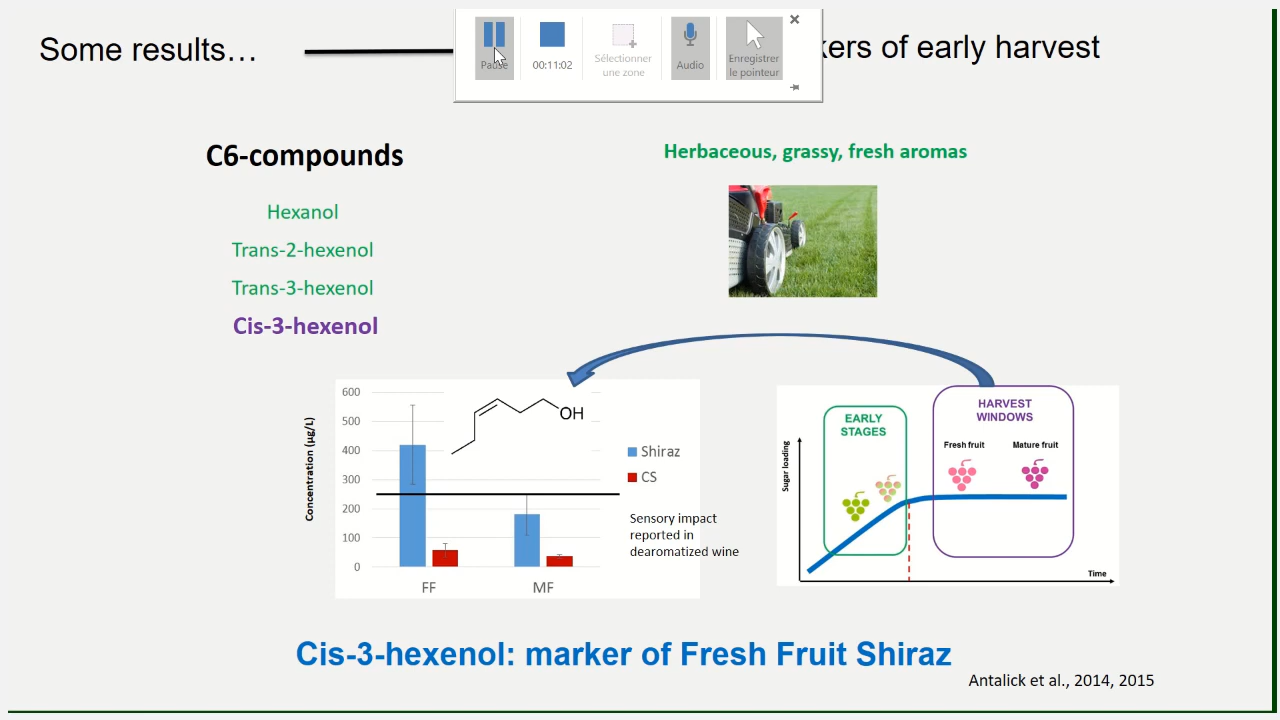 Some results…
kers of early harvest
Pause
00:11:02
Sélectionner
une zone
Audio
Enregistrer
le pointeur
C6-compounds
Herbaceous, grassy, fresh aromas
Hexanol
Trans-2-hexenol
Trans-3-hexenol
Cis-3-hexenol
Concentration (µg/L)
600
500
400
300
200
100
0
OH
FF
MF
Shiraz
CS
Sensory impact
reported in
dearomatized wine
Sugar loading
EARLY
STAGES
HARVEST
WINDOWS
Fresh fruit
Mature fruit
Time
Cis-3-hexenol: marker of Fresh Fruit Shiraz
Antalick et al., 2014, 2015